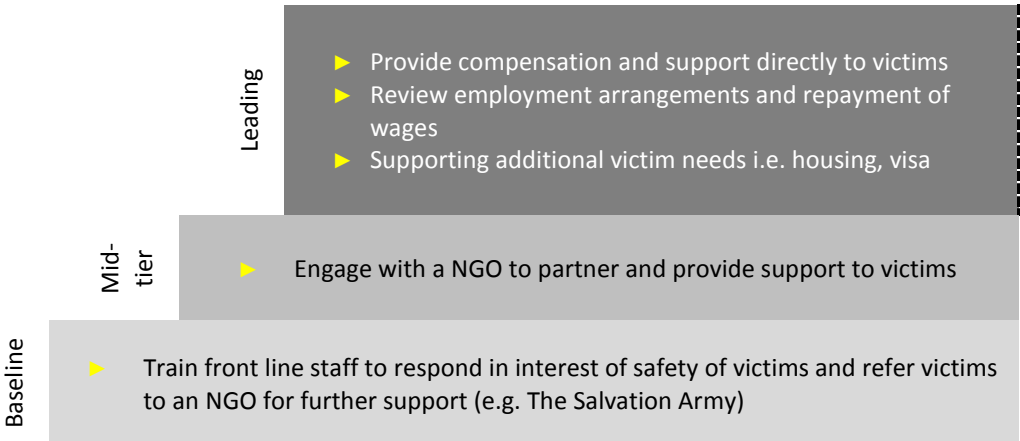 Leading
► Provide compensation and support directly to victims
► Review employment arrangements and repayment of
wages
► Supporting additional victim needs i.e. housing, visa
Mid-
tier
► Engage with a NGO to partner and provide support to victims
Baseline
► Train front line staff to respond in interest of safety of victims and refer victims
to an NGO for further support (e.g. The Salvation Army)